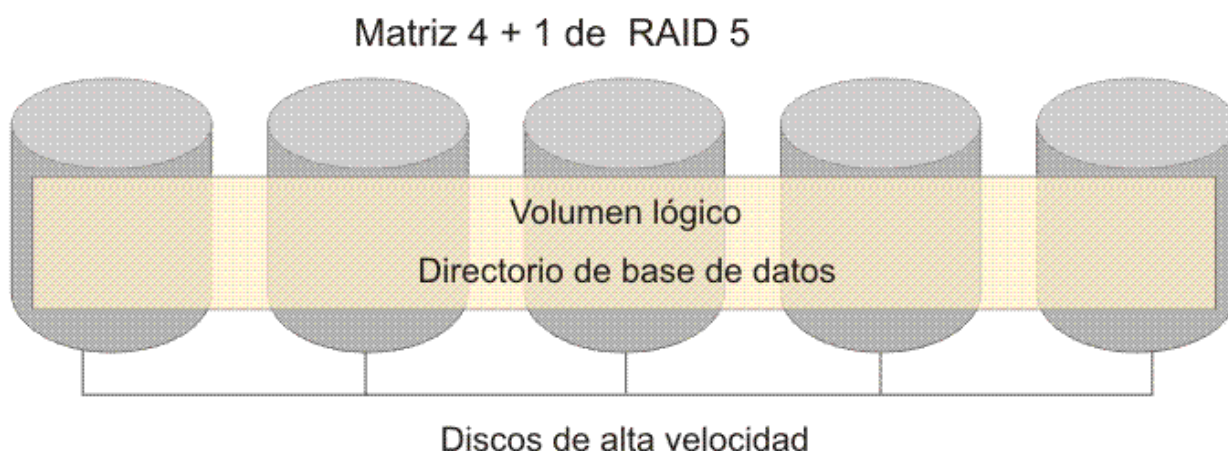 Matriz 4 + 1 de RAID 5
Volumen lógico
Directorio de base de datos
Discos de alta velocidad